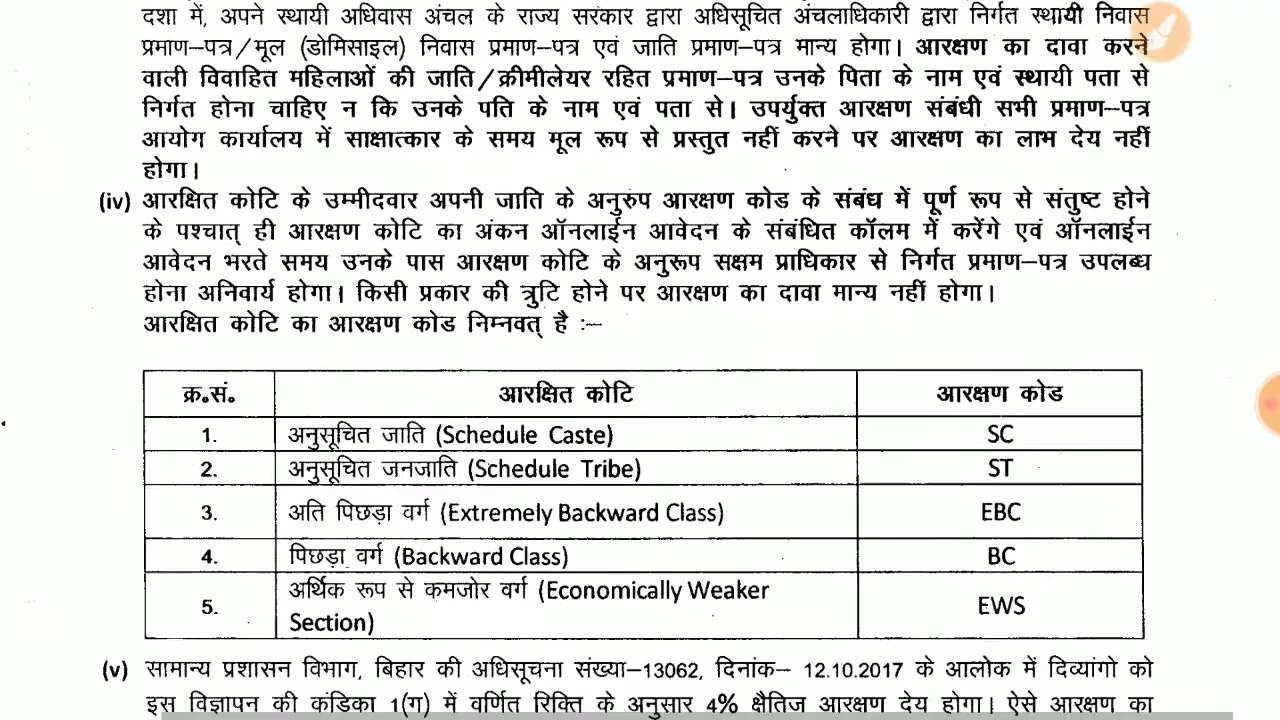 दशा में, अपने स्थायी अधिवास अंचल के राज्य सरकार द्वारा अधिसूचित अंचलाधिकारी द्वारा निर्गत स्थायी निवास
प्रमाण–पत्र/मूल (डोमिसाइल) निवास प्रमाण–पत्र एवं जाति प्रमाण–पत्र मान्य होगा। आरक्षण का दावा करने
वाली विवाहित महिलाओं की जाति/क्रीमीलेयर रहित प्रमाण–पत्र उनके पिता के नाम एवं स्थायी पता से
निर्गत होना चाहिए न कि उनके पति के नाम एवं पता से। उपर्युक्त आरक्षण संबंधी सभी प्रमाण–पत्र
आयोग कार्यालय में साक्षात्कार के समय मूल रूप से प्रस्तुत नहीं करने पर आरक्षण का लाभ देय नहीं
होगा।
(iv) आरक्षित कोटि के उम्मीदवार अपनी जाति के अनुरुप आरक्षण कोड के संबंध में पूर्ण रूप से संतुष्ट होने
के पश्चात् ही आरक्षण कोटि का अंकन ऑनलाईन आवेदन के संबंधित कॉलम में करेंगे एवं ऑनलाईन
आवेदन भरते समय उनके पास आरक्षण कोटि के अनुरूप सक्षम प्राधिकार से निर्गत प्रमाण–पत्र उपलब्ध
होना अनिवार्य होगा। किसी प्रकार की त्रुटि होने पर आरक्षण का दावा मान्य नहीं होगा।
आरक्षित कोटि का आरक्षण कोड निम्नवत् है :–
क्र.सं. आरक्षित कोटि आरक्षण कोड
1. अनुसूचित जाति (Schedule Caste) SC
2. अनुसूचित जनजाति (Schedule Tribe) ST
3. अति पिछड़ा वर्ग (Extremely Backward Class) EBC
4. पिछड़ा वर्ग (Backward Class) BC
5. अर्थिक रूप से कमजोर वर्ग (Economically Weaker
Section) EWS
(v) सामान्य प्रशासन विभाग, बिहार की अधिसूचना संख्या–13062, दिनांक– 12.10.2017 के आलोक में दिव्यांगो को
इस विज्ञापन की कंडिका 1(ग) में वर्णित रिक्ति के अनुसार 4% क्षैतिज आरक्षण देय होगा। ऐसे आरक्षण का